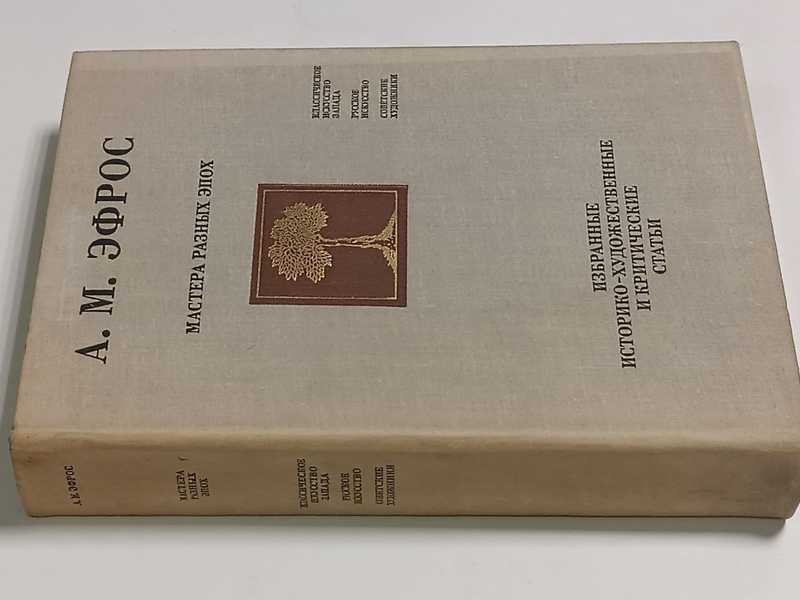 А. М. ЭФРОС
МАСТЕРА РАЗНЫХ ЭПОХ
КЛАССИЧЕСКОЕ
ИСКУССТВО
ЗАПАДА
РУССКОЕ
ИСКУССТВО
СОВЕТСКИЕ
ХУДОЖНИКИ
ИЗБРАННЫЕ
ИСТОРИКО-ХУДОЖЕСТВЕННЫЕ
И КРИТИЧЕСКИЕ
СТАТЬИ
А. М. ЭФРОС
МАСТЕРА
РАЗНЫХ
ЭПОХ
КЛАССИЧЕСКОЕ
ИСКУССТВО
ЗАПАДА
РУССКОЕ
ИСКУССТВО
СОВЕТСКИЕ
ХУДОЖНИКИ